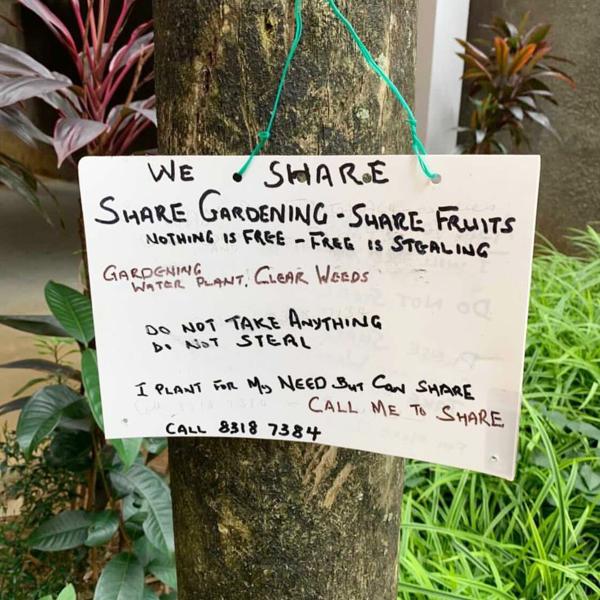 WE SHARE
SHARE GARDENING - SHARE FRUITS
NOTHING IS FREE - FREE IS STEALING
GARDENING
WATER PLANT, CLEAR WEEDS
DO NOT TAKE ANYTHING
DO NOT STEAL
I PLANT FOR MY NEED BUT CAN SHARE
CALL ME TO SHARE
CALL 8318 7384